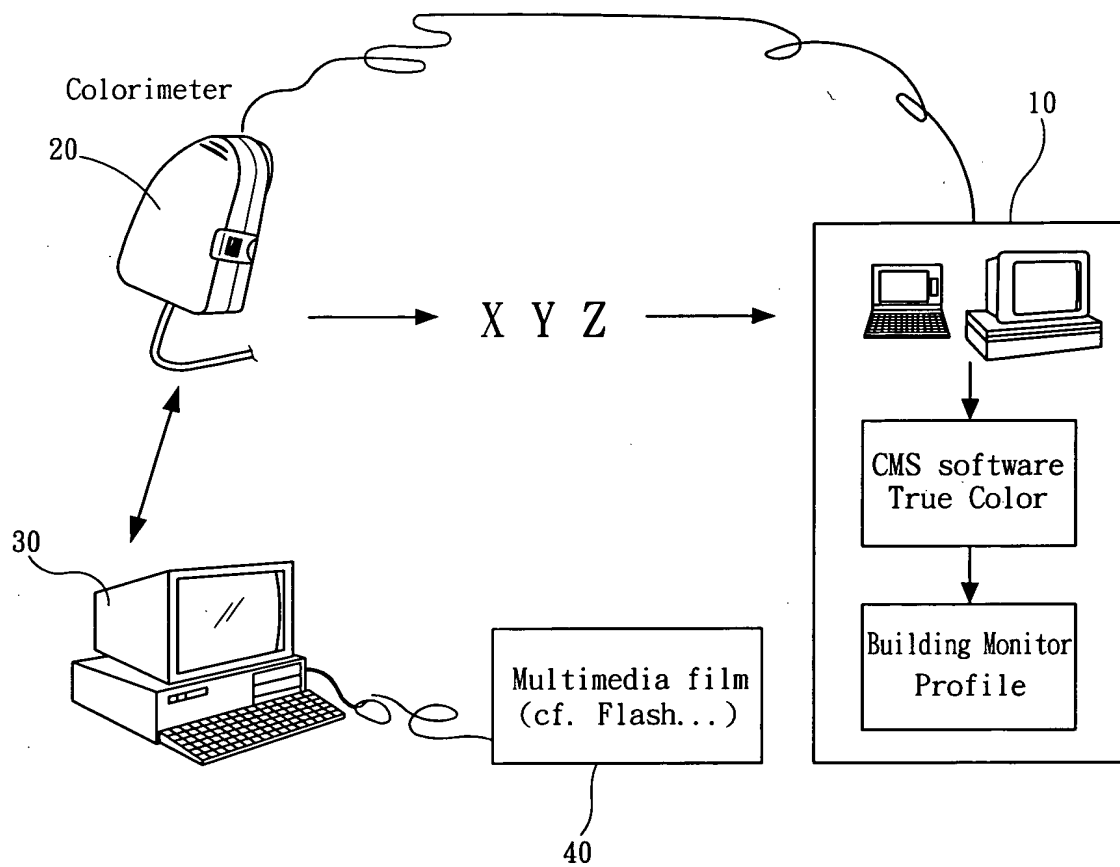 Colorimeter
20
10
X Y Z
CMS software
True Color
Building Monitor
Profile
30
Multimedia film
(cf. Flash...)
40